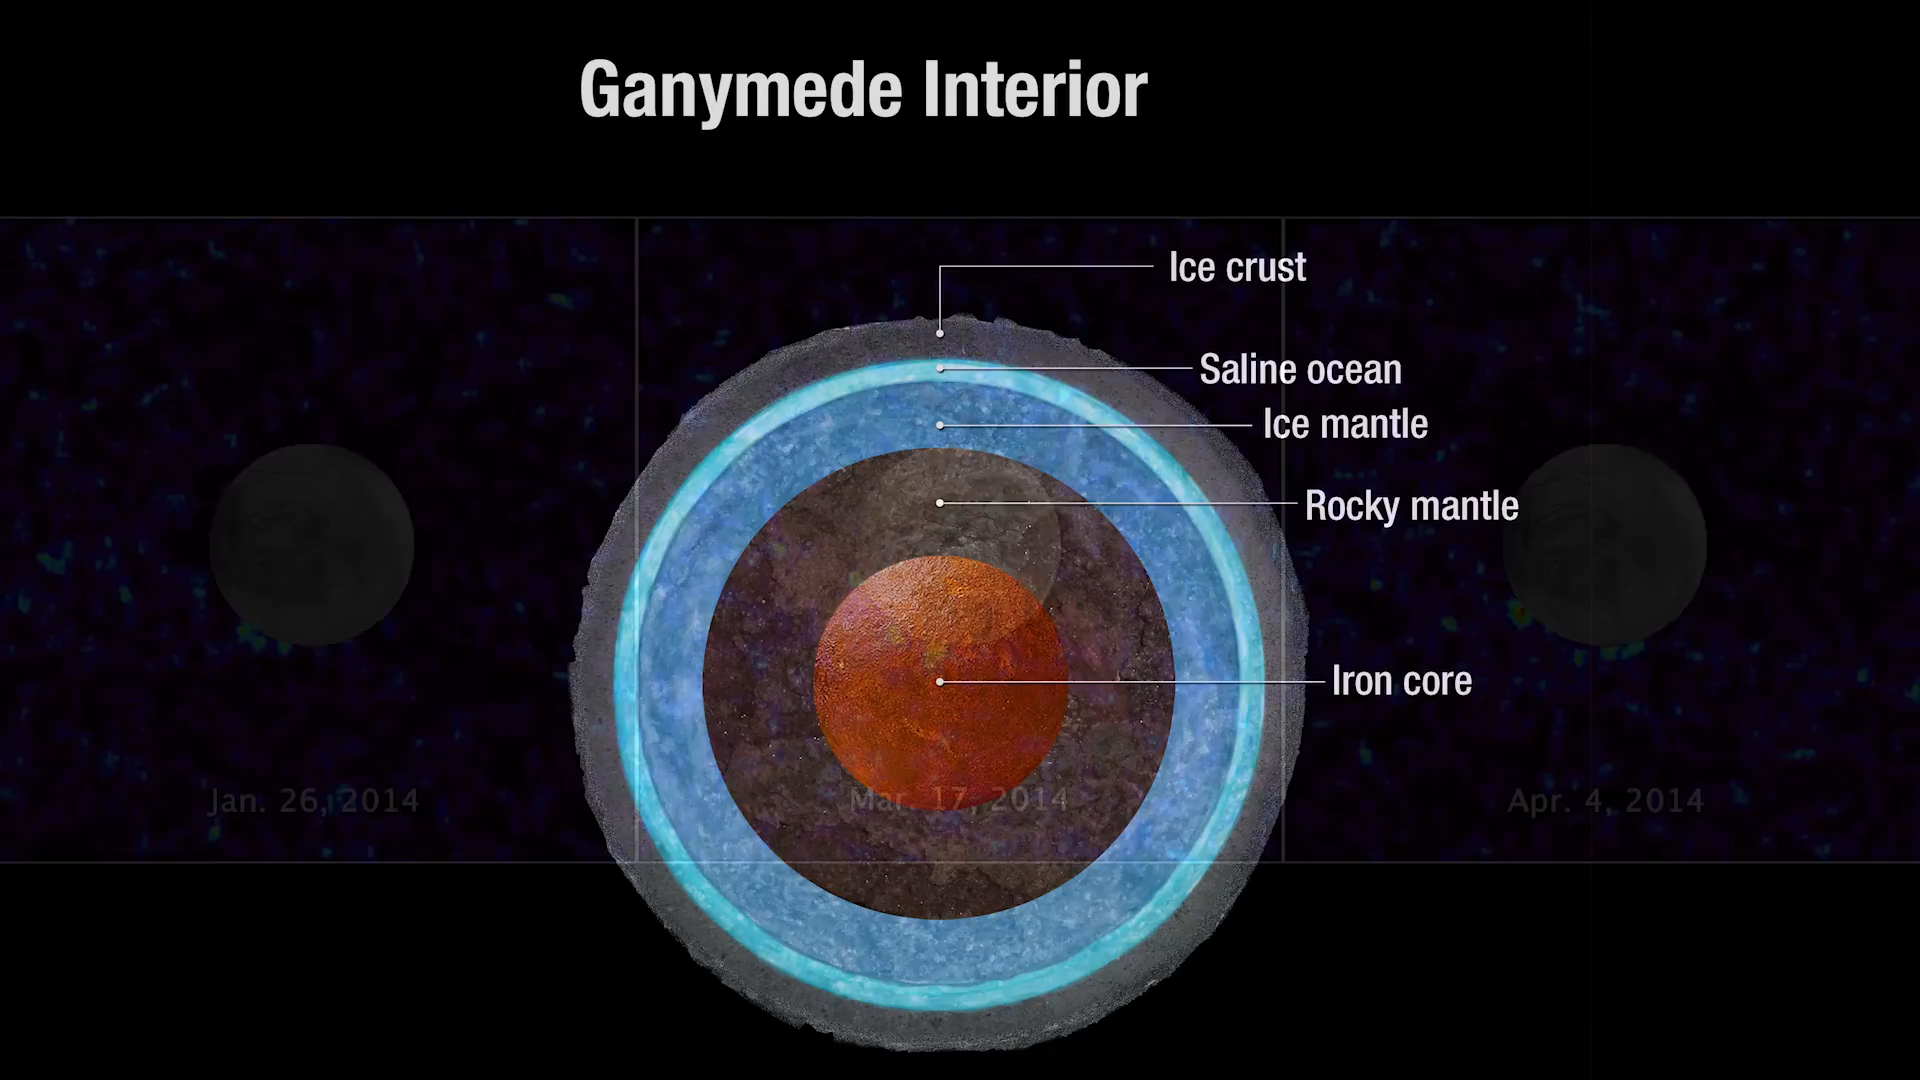 Ganymede Interior
Ice crust
Saline ocean
Ice mantle
Rocky mantle
Iron core
Jan. 26, 2014
Mar. 17, 2014
Apr. 4, 2014